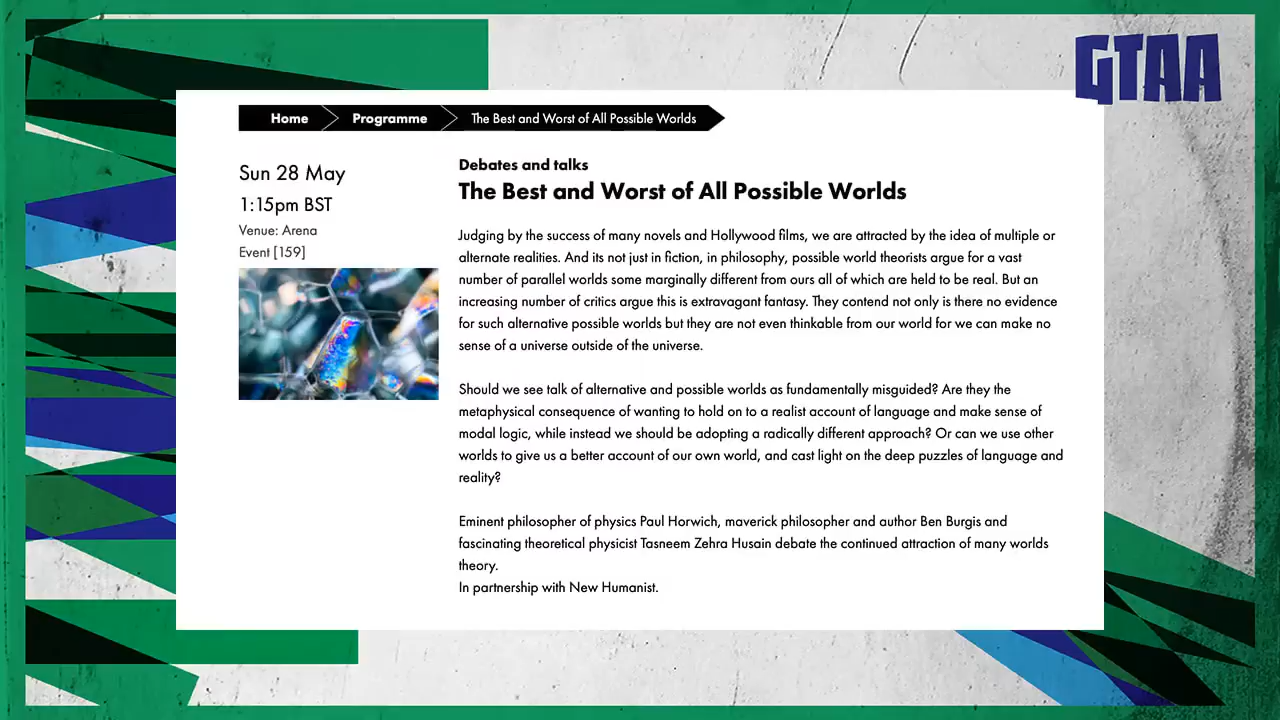 GTAA
Home
Programme
The Best and Worst of All Possible Worlds
Sun 28 May
1:15pm BST
Venue: Arena
Event [159]
Debates and talks
The Best and Worst of All Possible Worlds
Judging by the success of many novels and Hollywood films, we are attracted by the idea of multiple or
alternate realities. And its not just in fiction, in philosophy, possible world theorists argue for a vast
number of parallel worlds some marginally different from ours all of which are held to be real. But an
increasing number of critics argue this is extravagant fantasy. They contend not only is there no evidence
for such alternative possible worlds but they are not even thinkable from our world for we can make no
sense of a universe outside of the universe.
Should we see talk of alternative and possible worlds as fundamentally misguided? Are they the
metaphysical consequence of wanting to hold on to a realist account of language and make sense of
modal logic, while instead we should be adopting a radically different approach? Or can we use other
worlds to give us a better account of our own world, and cast light on the deep puzzles of language and
reality?
Eminent philosopher of physics Paul Horwich, maverick philosopher and author Ben Burgis and
fascinating theoretical physicist Tasneem Zehra Husain debate the continued attraction of many worlds
theory.
In partnership with New Humanist.